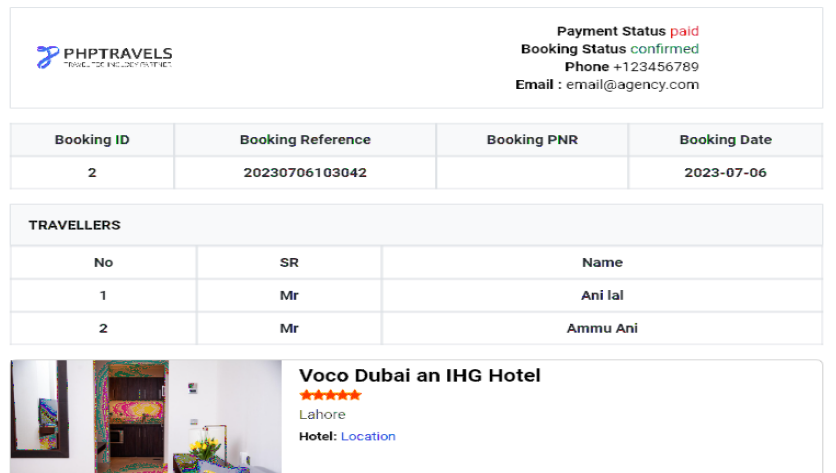 Payment Status paid
Booking Status confirmed
Phone +123456789
Email : email@agency.com
PHPTRAVELS
Booking ID Booking Reference Booking PNR Booking Date
2 20230706103042 2023-07-06
TRAVELLERS
No SR Name
1 Mr Ani lal
2 Mr Ammu Ani
Voco Dubai an IHG Hotel
Lahore
Hotel: Location